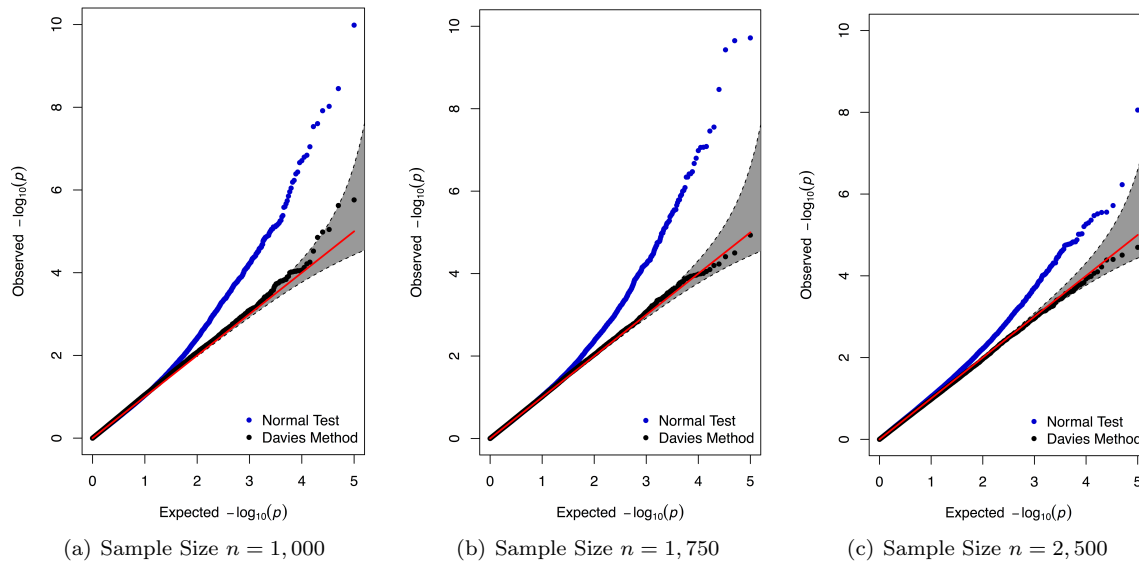 10
8
6
4
2
0
Observed −log₁₀(p)
0 1 2 3 4 5
Expected −log₁₀(p)
Normal Test
Davies Method
(a) Sample Size n = 1,000
10
8
6
4
2
0
Observed −log₁₀(p)
0 1 2 3 4 5
Expected −log₁₀(p)
Normal Test
Davies Method
(b) Sample Size n = 1,750
10
8
6
4
2
0
Observed −log₁₀(p)
0 1 2 3 4 5
Expected −log₁₀(p)
Normal Test
Davies Method
(c) Sample Size n = 2,500